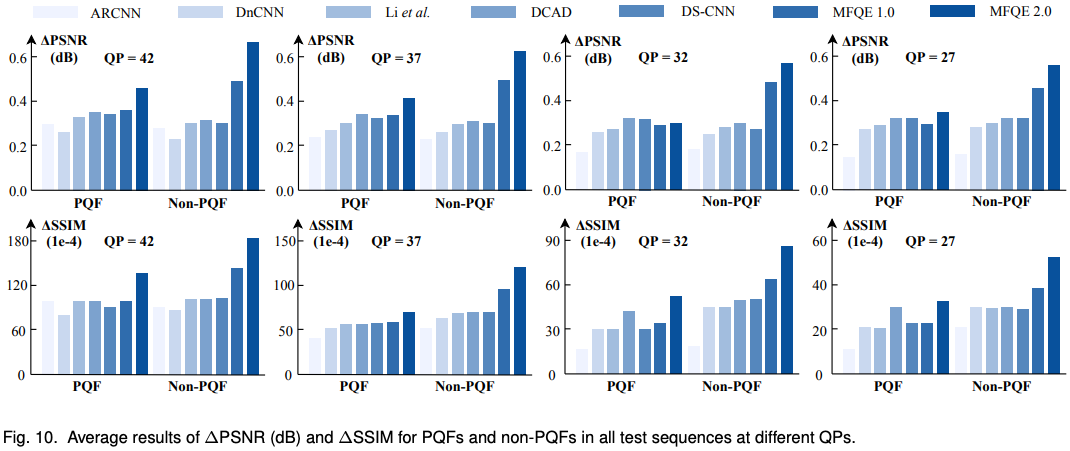 ARCNN DnCNN Li et al. DCAD DS-CNN MFQE 1.0 MFQE 2.0
ΔPSNR
(dB) QP = 42
0.6
0.4
0.2
0.0
PQF Non-PQF
ΔPSNR
(dB) QP = 37
0.6
0.4
0.2
0.0
PQF Non-PQF
ΔPSNR
(dB) QP = 32
0.6
0.4
0.2
0.0
PQF Non-PQF
ΔPSNR
(dB) QP = 27
0.6
0.4
0.2
0.0
PQF Non-PQF
ΔSSIM
(1e-4) QP = 42
180
120
60
0
PQF Non-PQF
ΔSSIM
(1e-4) QP = 37
150
100
50
0
PQF Non-PQF
ΔSSIM
(1e-4) QP = 32
90
60
30
0
PQF Non-PQF
ΔSSIM
(1e-4) QP = 27
60
40
20
0
PQF Non-PQF
Fig. 10. Average results of ΔPSNR (dB) and ΔSSIM for PQFs and non-PQFs in all test sequences at different QPs.